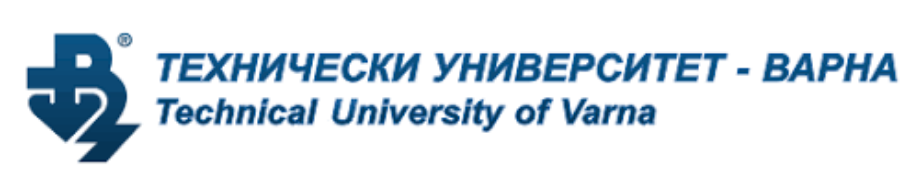 ТЕХНИЧЕСКИ УНИВЕРСИТЕТ - ВАРНА
Technical University of Varna